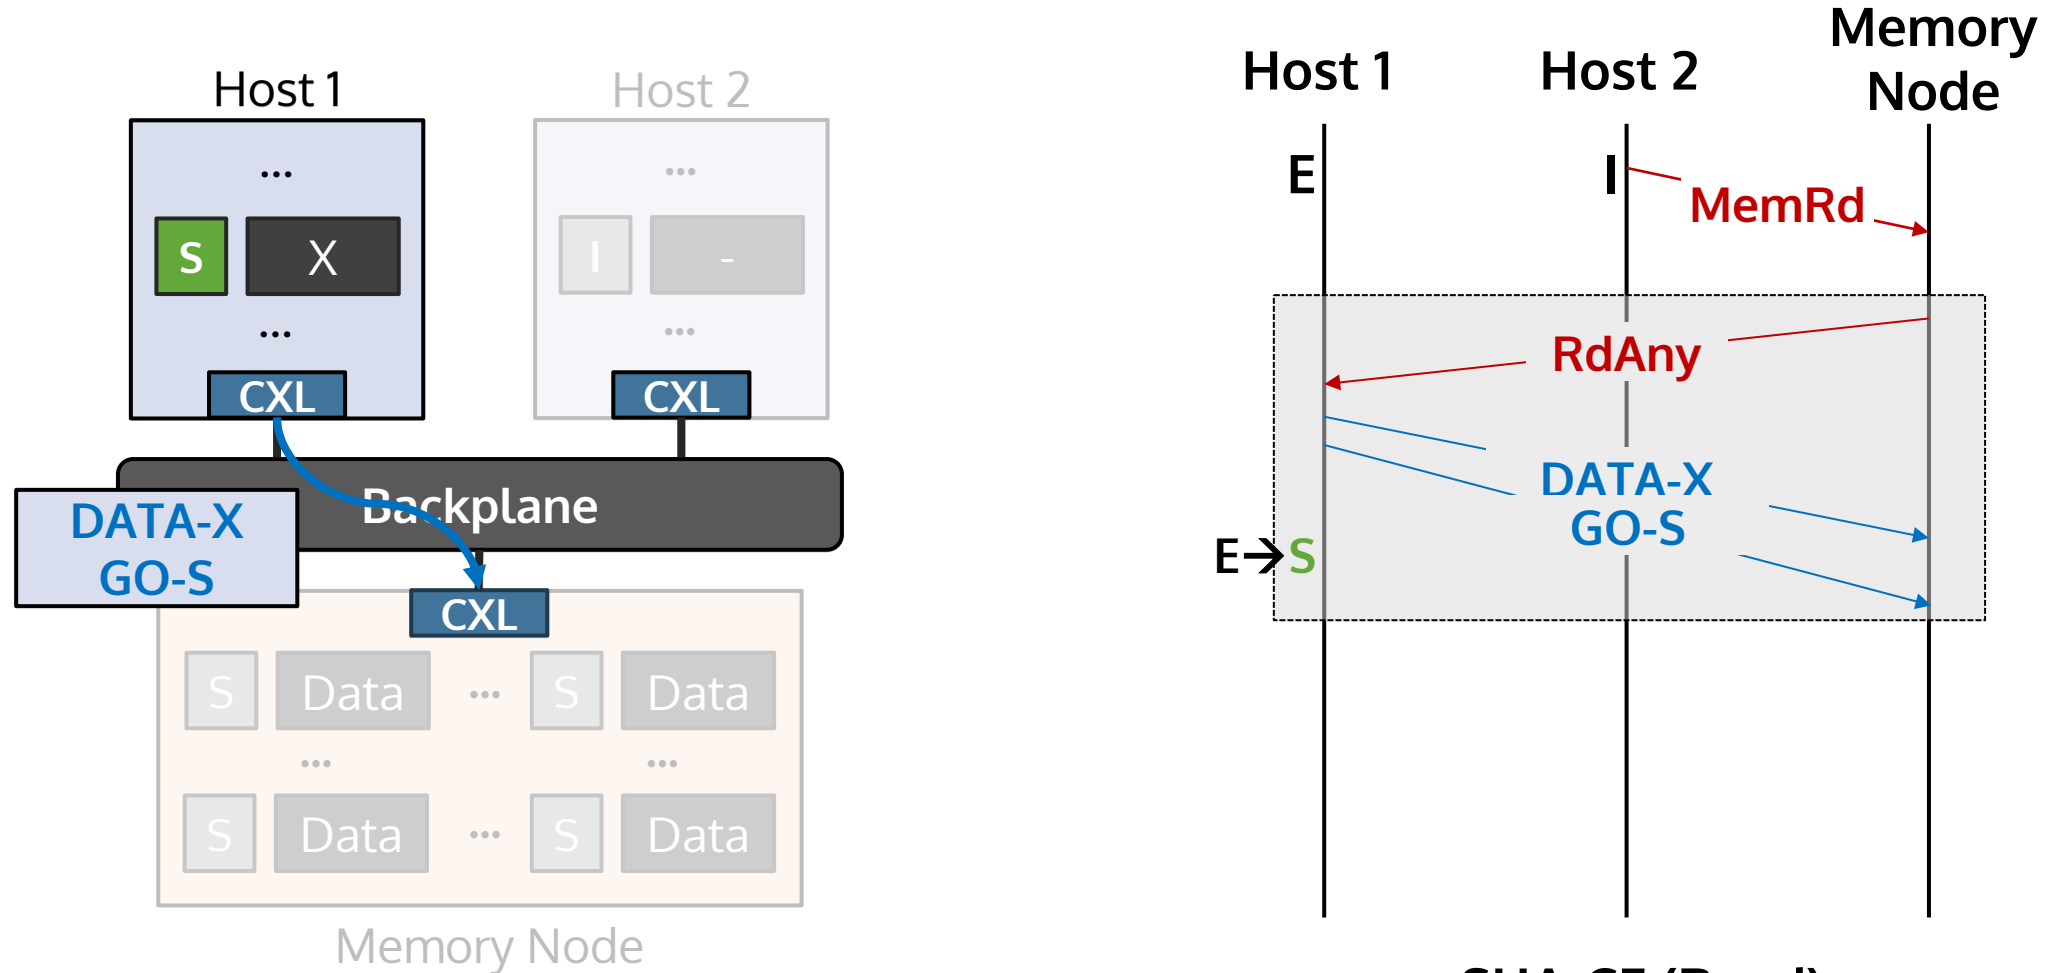 Host 1
Host 2
...
...
S
X
I
-
...
...
CXL
CXL
Backplane
DATA-X
GO-S
CXL
S
Data
...
S
Data
...
...
S
Data
...
S
Data
Memory Node
Host 1
Host 2
Memory
Node
E
I
MemRd
RdAny
DATA-X
GO-S
E→S